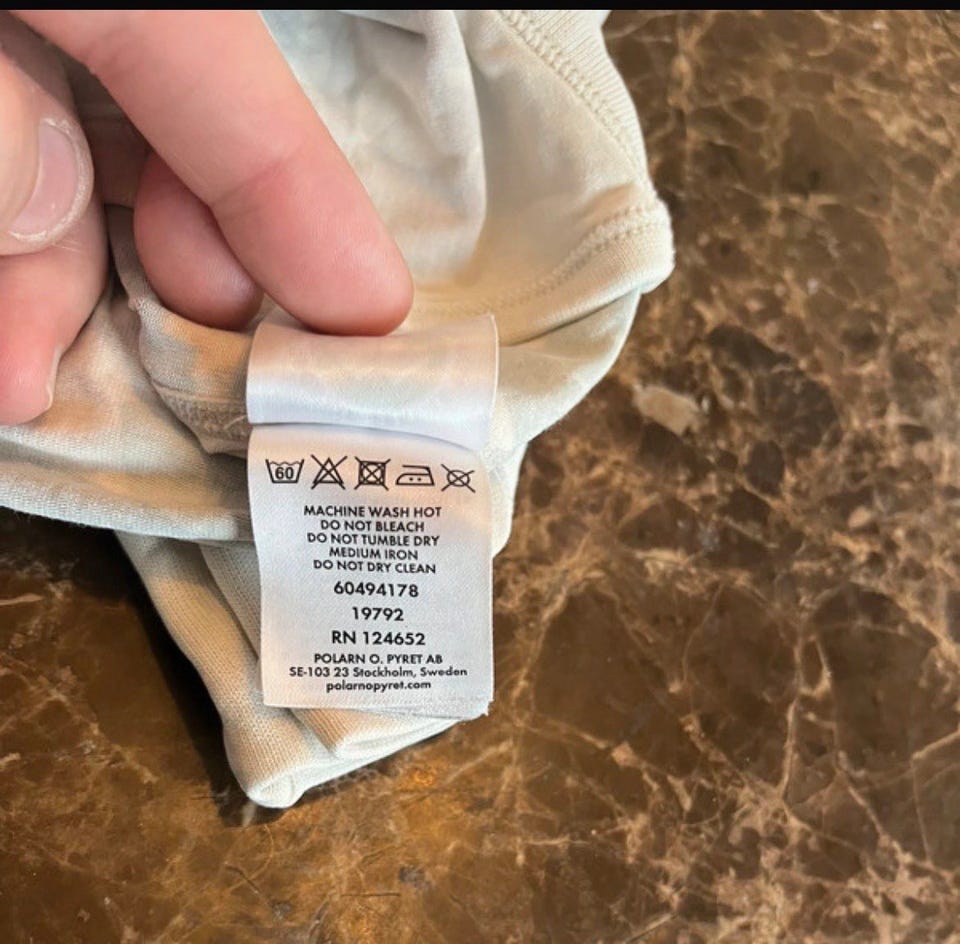 60
MACHINE WASH HOT
DO NOT BLEACH
DO NOT TUMBLE DRY
MEDIUM IRON
DO NOT DRY CLEAN
60494178
19792
RN 124652
POLARN O. PYRET AB
SE-103 23 Stockholm, Sweden
polarnopyret.com